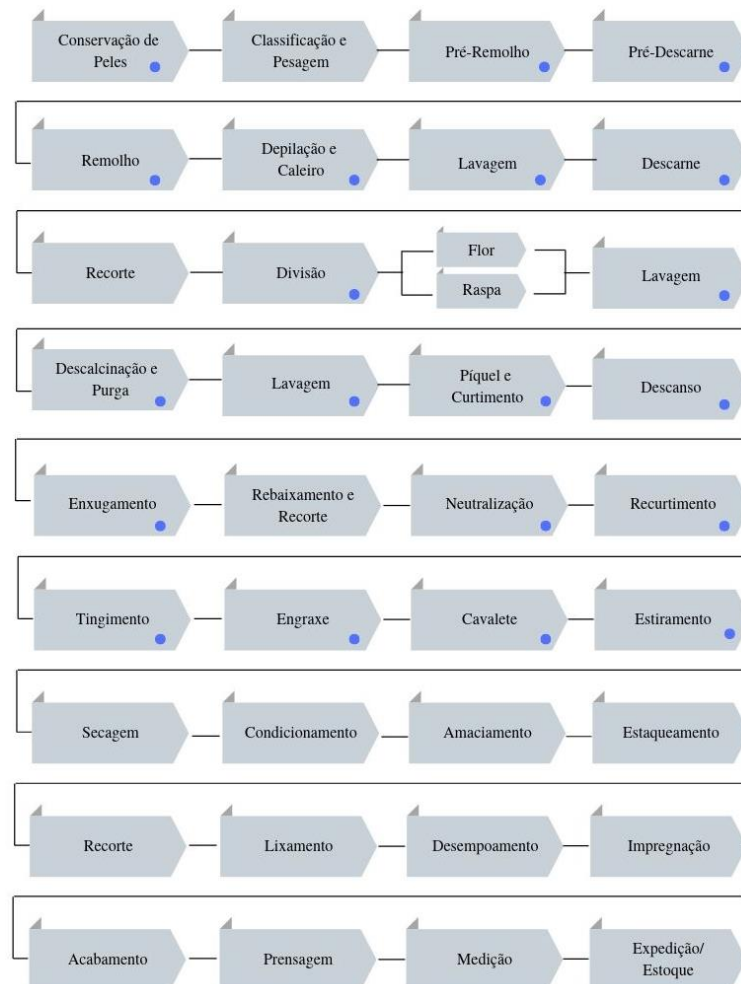 Conservação de
Peles
Classificação e
Pesagem
Pré-Remolho
Pré-Descarne
Remolho
Depilação e
Caleiro
Lavagem
Descarne
Recorte
Divisão
Flor
Raspa
Lavagem
Descalcinação e
Purga
Lavagem
Píquel e
Curtimento
Descanso
Enxugamento
Rebaixamento e
Recorte
Neutralização
Recurtimento
Tingimento
Engraxe
Cavalete
Estiramento
Secagem
Condicionamento
Amaciamento
Estaqueamento
Recorte
Lixamento
Desempoamento
Impregnação
Acabamento
Prensagem
Medição
Expedição/
Estoque